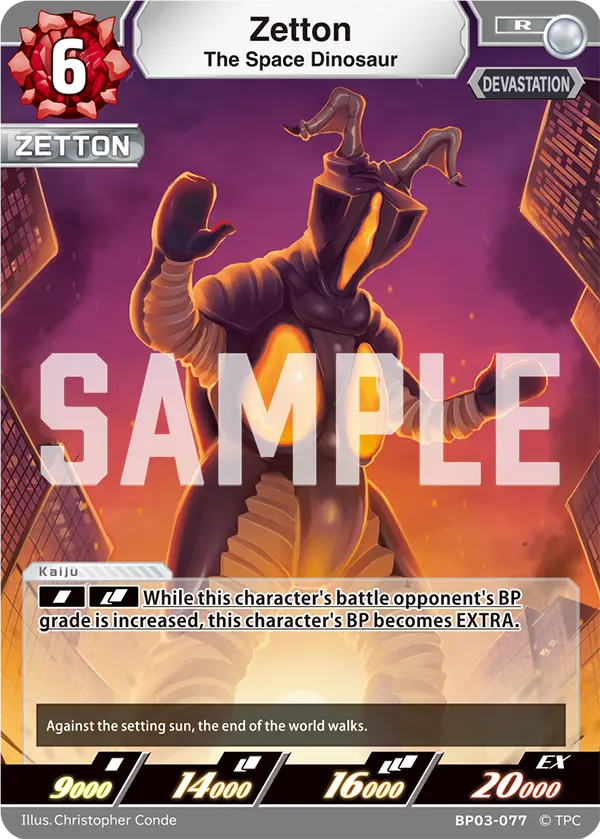 Zetton
The Space Dinosaur
R
6
DEVASTATION
ZETTON
SAMPLE
Kaiju
While this character's battle opponent's BP
grade is increased, this character's BP becomes EXTRA.
Against the setting sun, the end of the world walks.
EX
9000 14000 16000 20000
Illus.Christopher Conde BP03-077 © TPC